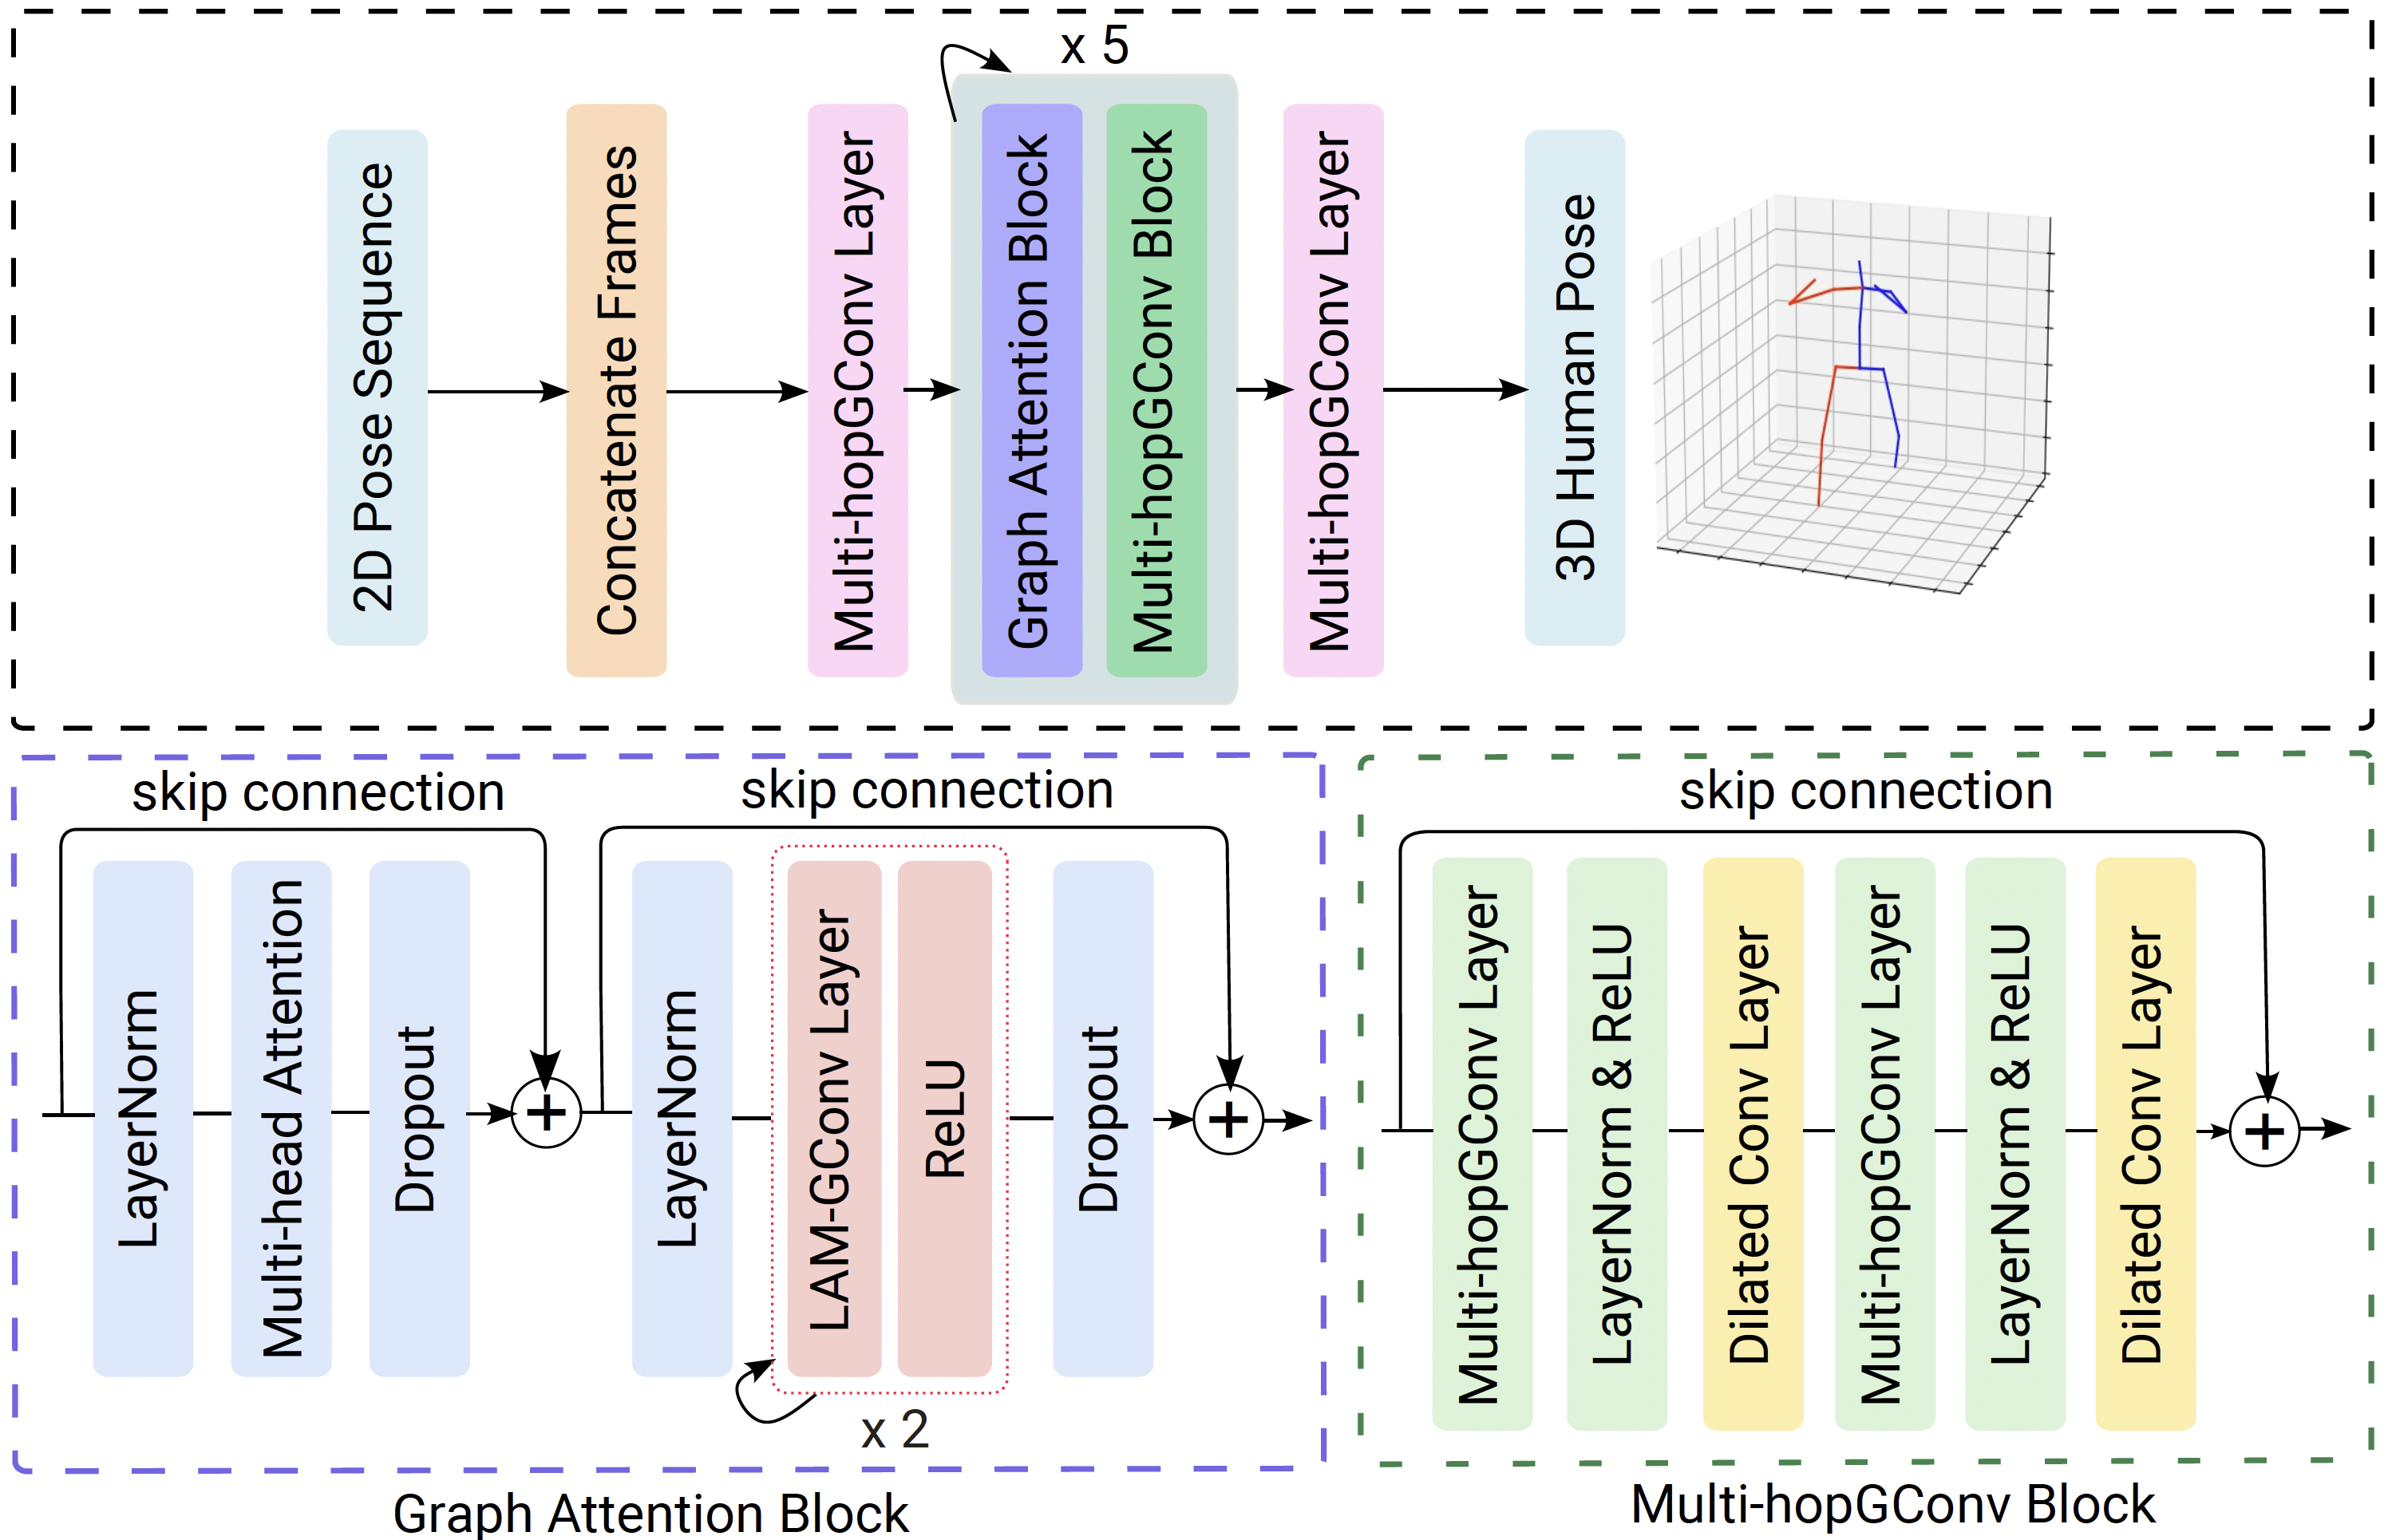 x 5
2D Pose Sequence
Concatenate Frames
Multi-hopGConv Layer
Graph Attention Block
Multi-hopGConv Block
Multi-hopGConv Layer
3D Human Pose
skip connection
skip connection
LayerNorm
Multi-head Attention
Dropout
+
LayerNorm
LAM-GConv Layer
ReLU
Dropout
+
x 2
Graph Attention Block
skip connection
Multi-hopGConv Layer
LayerNorm & ReLU
Dilated Conv Layer
Multi-hopGConv Layer
LayerNorm & ReLU
Dilated Conv Layer
+
Multi-hopGConv Block